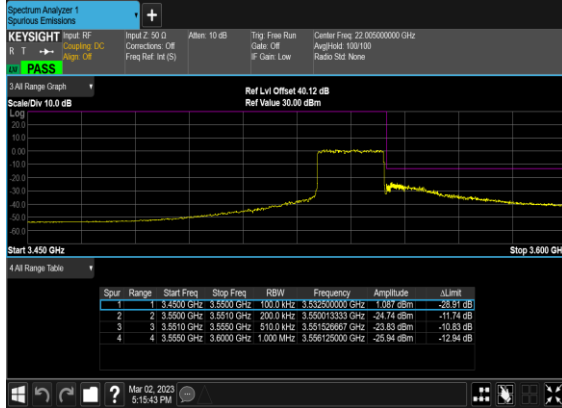 Spectrum Analyzer 1
Spurious Emissions
+
KEYSIGHT Input: RF Input Z: 50 Ω Atten: 10 dB Trig: Free Run Center Freq: 22.005000000 GHz
R T Coupling: DC Corrections: Off Gate: Off Avg|Hold: 100/100
Align: Off Freq Ref: Int (S) IF Gain: Low Radio Std: None
PASS
3 All Range Graph
Ref Lvl Offset 40.12 dB
Scale/Div 10.0 dB Ref Value 30.00 dBm
Log
20.0
10.0
0.00
-10.0
-20.0
-30.0
-40.0
-50.0
-60.0
Start 3.450 GHz Stop 3.600 GH
4 All Range Table
Spur Range Start Freq Stop Freq RBW Frequency Amplitude ΔLimit
1 1 3.4500 GHz 3.5500 GHz 100.0 kHz 3.532500000 GHz 1.087 dBm -28.91 dB
2 2 3.5500 GHz 3.5510 GHz 200.0 kHz 3.550013333 GHz -24.74 dBm -11.74 dB
3 3 3.5510 GHz 3.5550 GHz 510.0 kHz 3.551526667 GHz -23.83 dBm -10.83 dB
4 4 3.5550 GHz 3.6000 GHz 1.000 MHz 3.556125000 GHz -25.94 dBm -12.94 dB
? Mar 02, 2023
5:15:43 PM